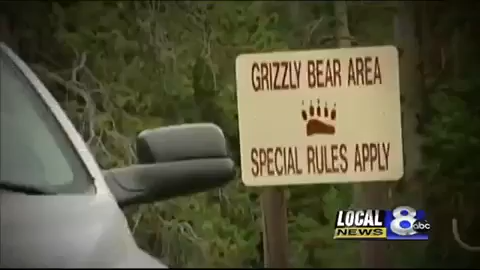 GRIZZLY BEAR AREA
SPECIAL RULES APPLY
LOCAL
NEWS
8
abc